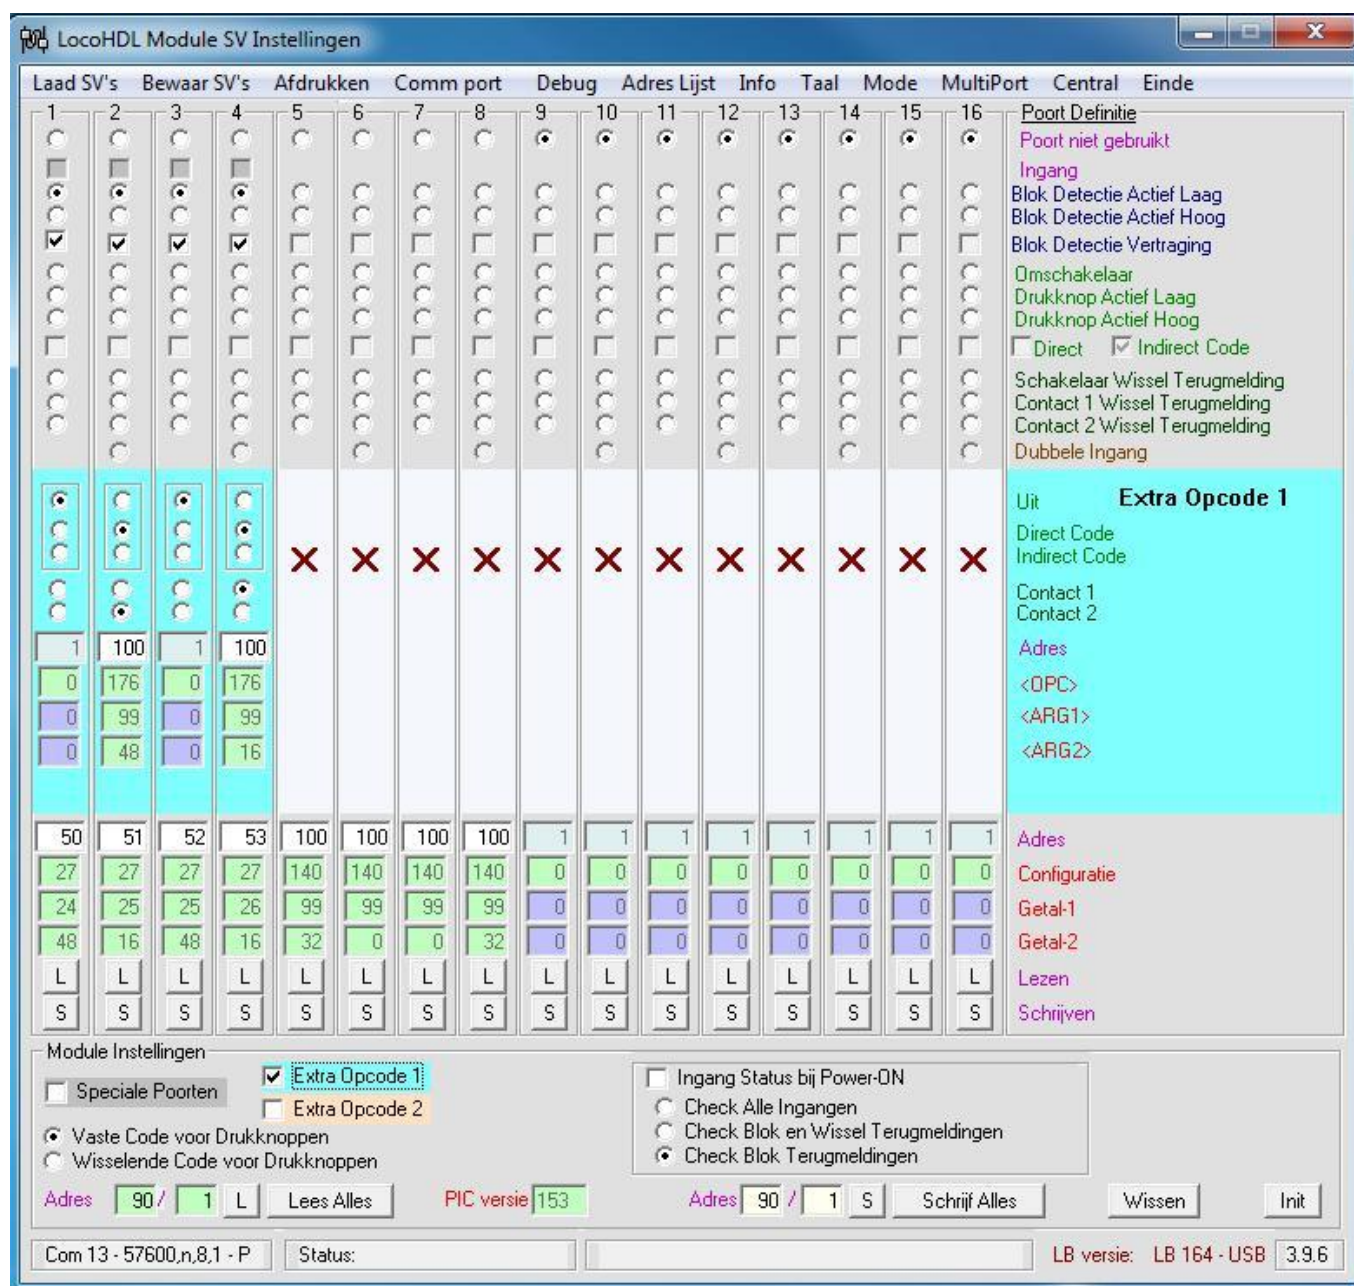 LocoHDL Module SV Instellingen
Laad SV's Bewaar SV's Afdrukken Comm port Debug Adres Lijst Info Taal Mode MultiPort Central Einde
1 2 3 4 5 6 7 8 9 10 11 12 13 14 15 16 Poort Definitie
Poort niet gebruikt
Ingang
Blok Detectie Actief Laag
Blok Detectie Actief Hoog
Blok Detectie Vertraging
Omschakelaar
Drukknop Actief Laag
Drukknop Actief Hoog
Direct Indirect Code
Schakelaar Wissel Terugmelding
Contact 1 Wissel Terugmelding
Contact 2 Wissel Terugmelding
Dubbele Ingang
Uit Extra Opcode 1
Direct Code
Indirect Code
Contact 1
Contact 2
1 100 1 100 Adres
0 176 0 176 <OPC>
0 99 0 99 <ARG1>
0 48 0 16 <ARG2>
50 51 52 53 100 100 100 100 1 1 1 1 1 1 1 1 Adres
27 27 27 27 140 140 140 140 0 0 0 0 0 0 0 0 Configuratie
24 25 25 26 99 99 99 99 0 0 0 0 0 0 0 0 Getal-1
48 16 48 16 32 0 0 32 0 0 0 0 0 0 0 0 Getal-2
L L L L L L L L L L L L L L L L Lezen
S S S S S S S S S S S S S S S S Schrijven
Module Instellingen
Speciale Poorten Extra Opcode 1 Ingang Status bij Power-ON
Extra Opcode 2 Check Alle Ingangen
Vaste Code voor Drukknoppen Check Blok en Wissel Terugmeldingen
Wisselende Code voor Drukknoppen Check Blok Terugmeldingen
Adres 90 / 1 L Lees Alles PIC versie 153 Adres 90 / 1 S Schrijf Alles Wissen Init
Com 13 - 57600,n,8,1 - P Status: LB versie: LB 164 - USB 3.9.6